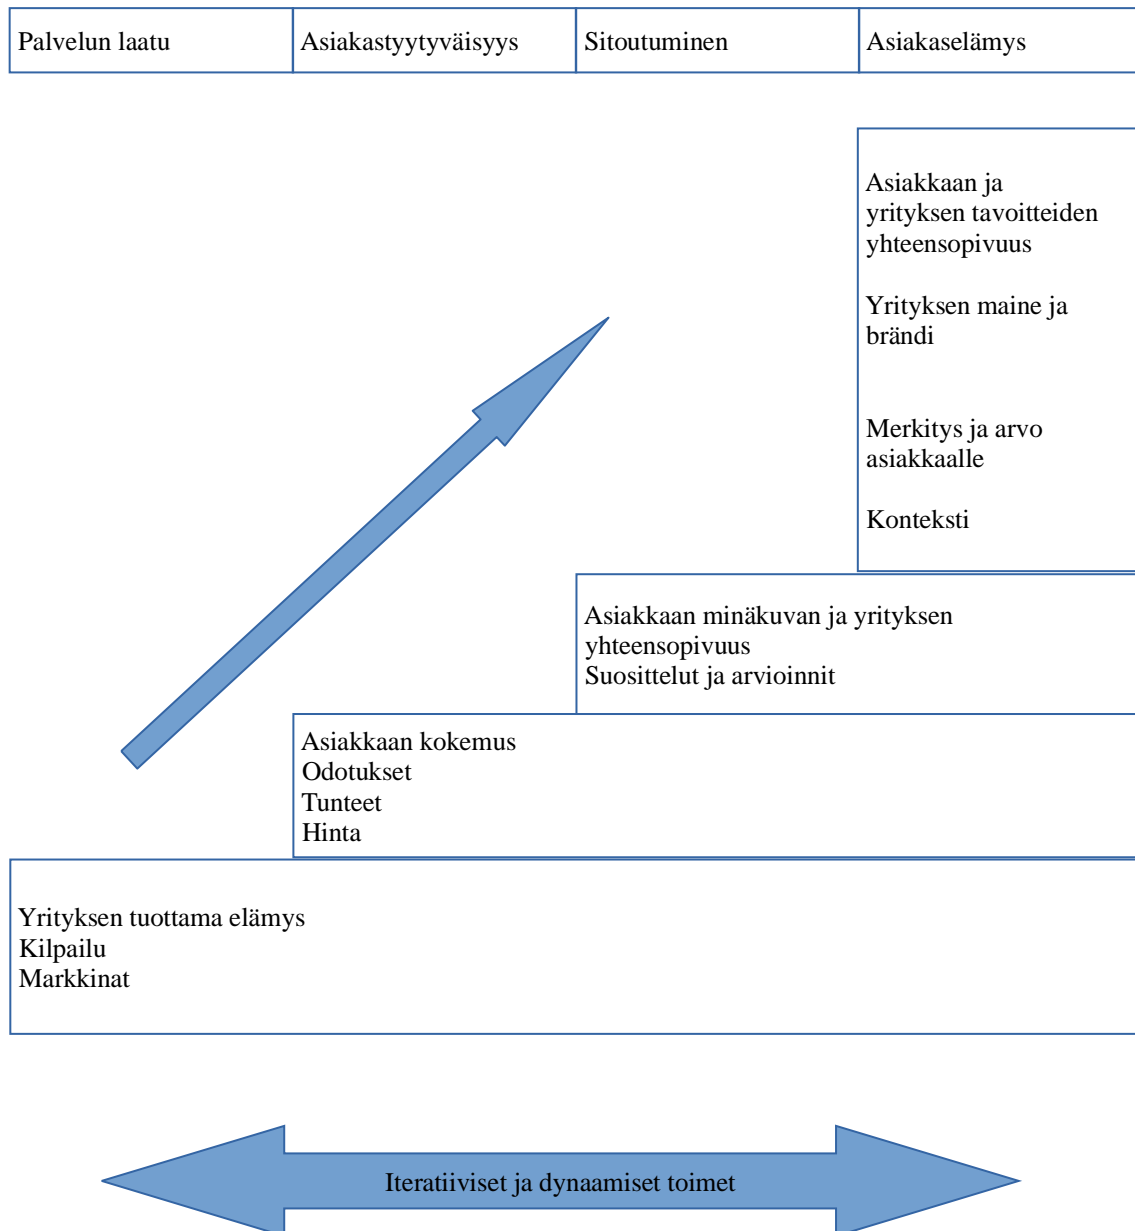 Palvelun laatu
Asiakastyytyväisyys
Sitoutuminen
Asiakaselämys
Asiakkaan ja
yrityksen tavoitteiden
yhteensopivuus
Yrityksen maine ja
brändi
Merkitys ja arvo
asiakkaalle
Konteksti
Asiakkaan minäkuvan ja yrityksen
yhteensopivuus
Suosittelut ja arvioinnit
Asiakkaan kokemus
Odotukset
Tunteet
Hinta
Yrityksen tuottama elämys
Kilpailu
Markkinat
Iteratiiviset ja dynaamiset toimet